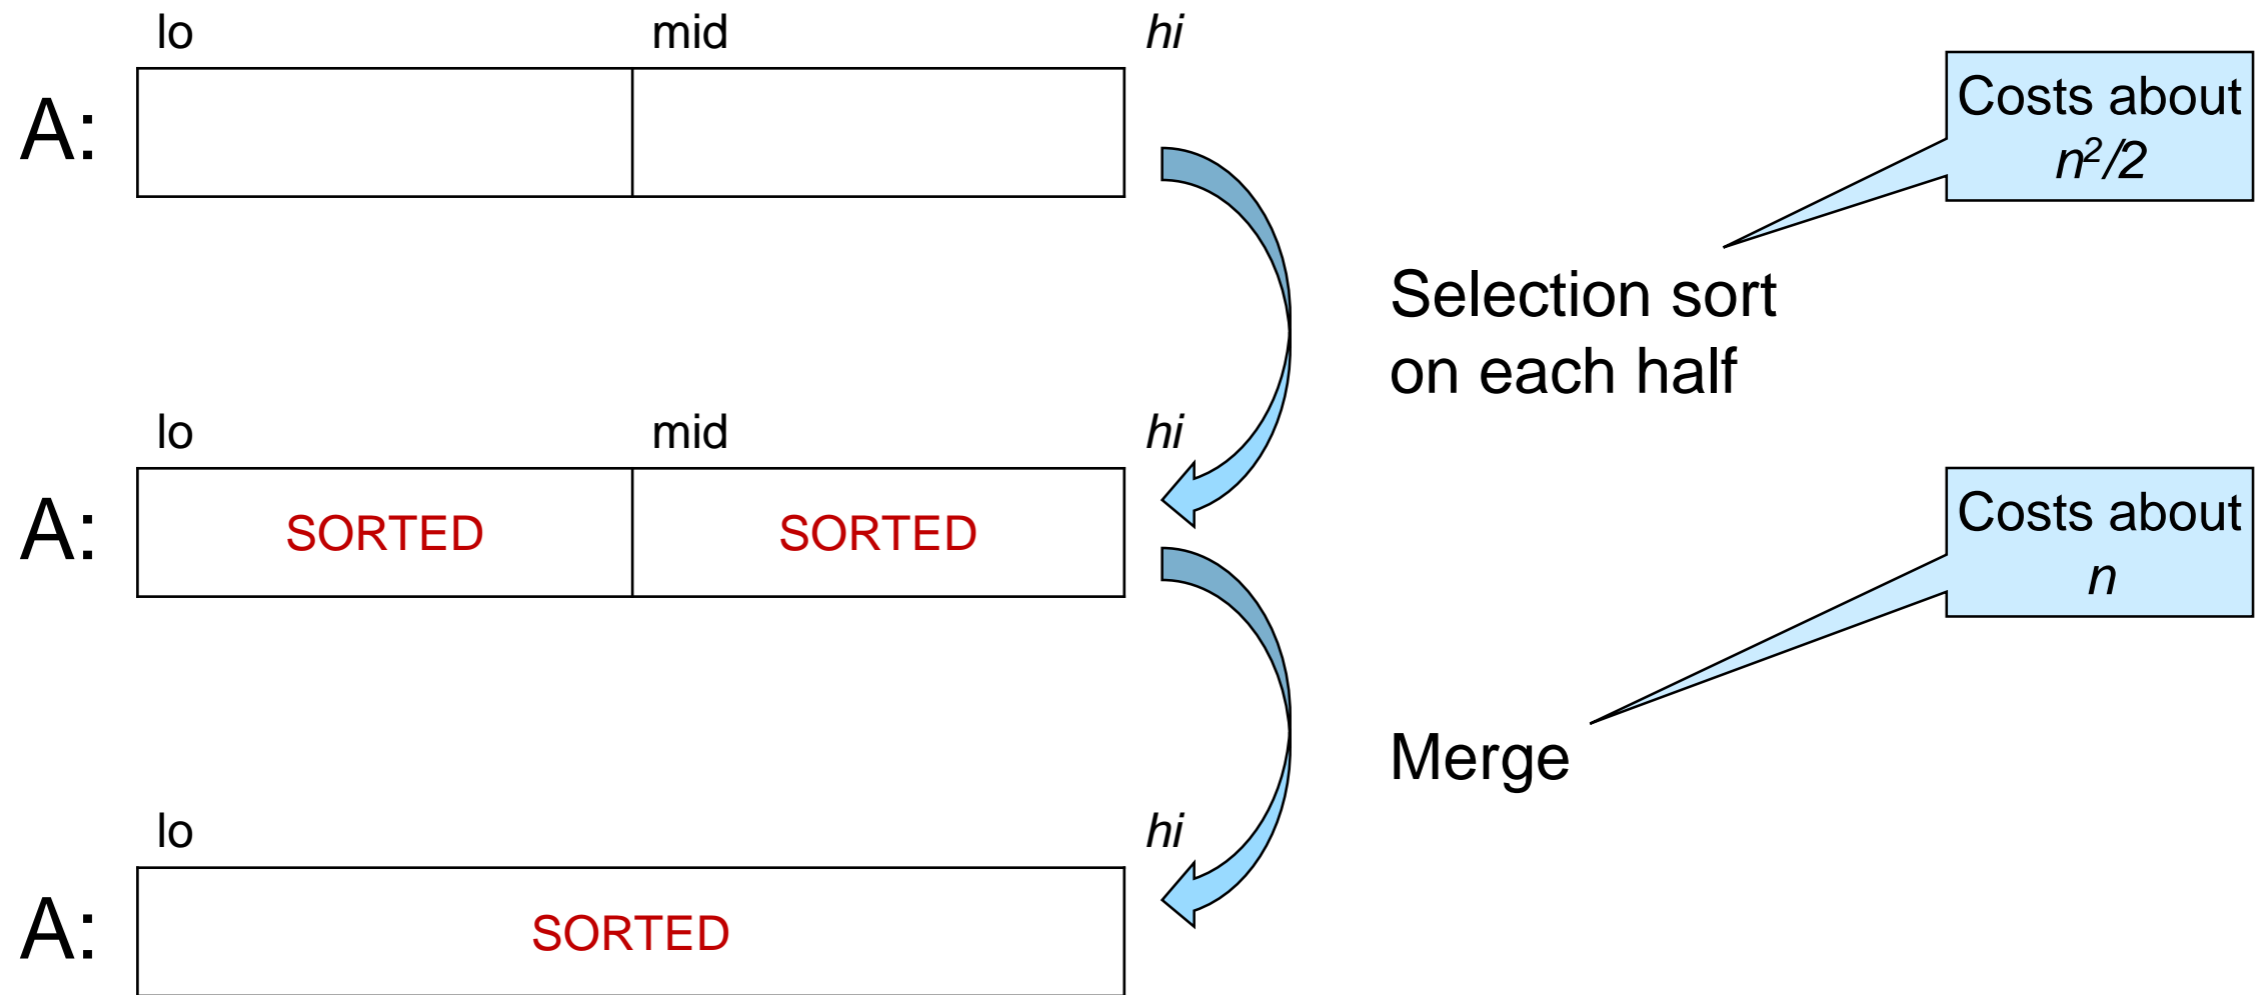 lo mid hi
A:
Costs about
n²/2
Selection sort
on each half
lo mid hi
A: SORTED SORTED
Costs about
n
Merge
lo hi
A: SORTED